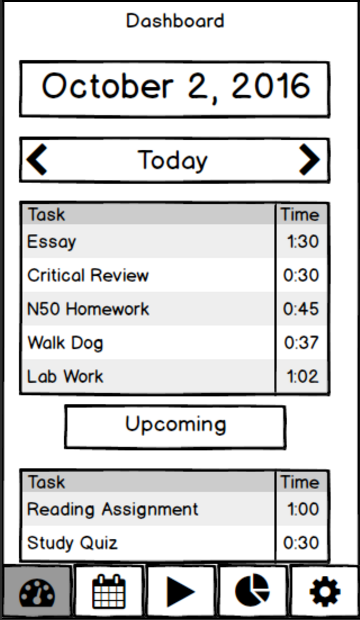 Dashboard
October 2, 2016
Today
Task Time
Essay 1:30
Critical Review 0:30
N50 Homework 0:45
Walk Dog 0:37
Lab Work 1:02
Upcoming
Task Time
Reading Assignment 1:00
Study Quiz 0:30